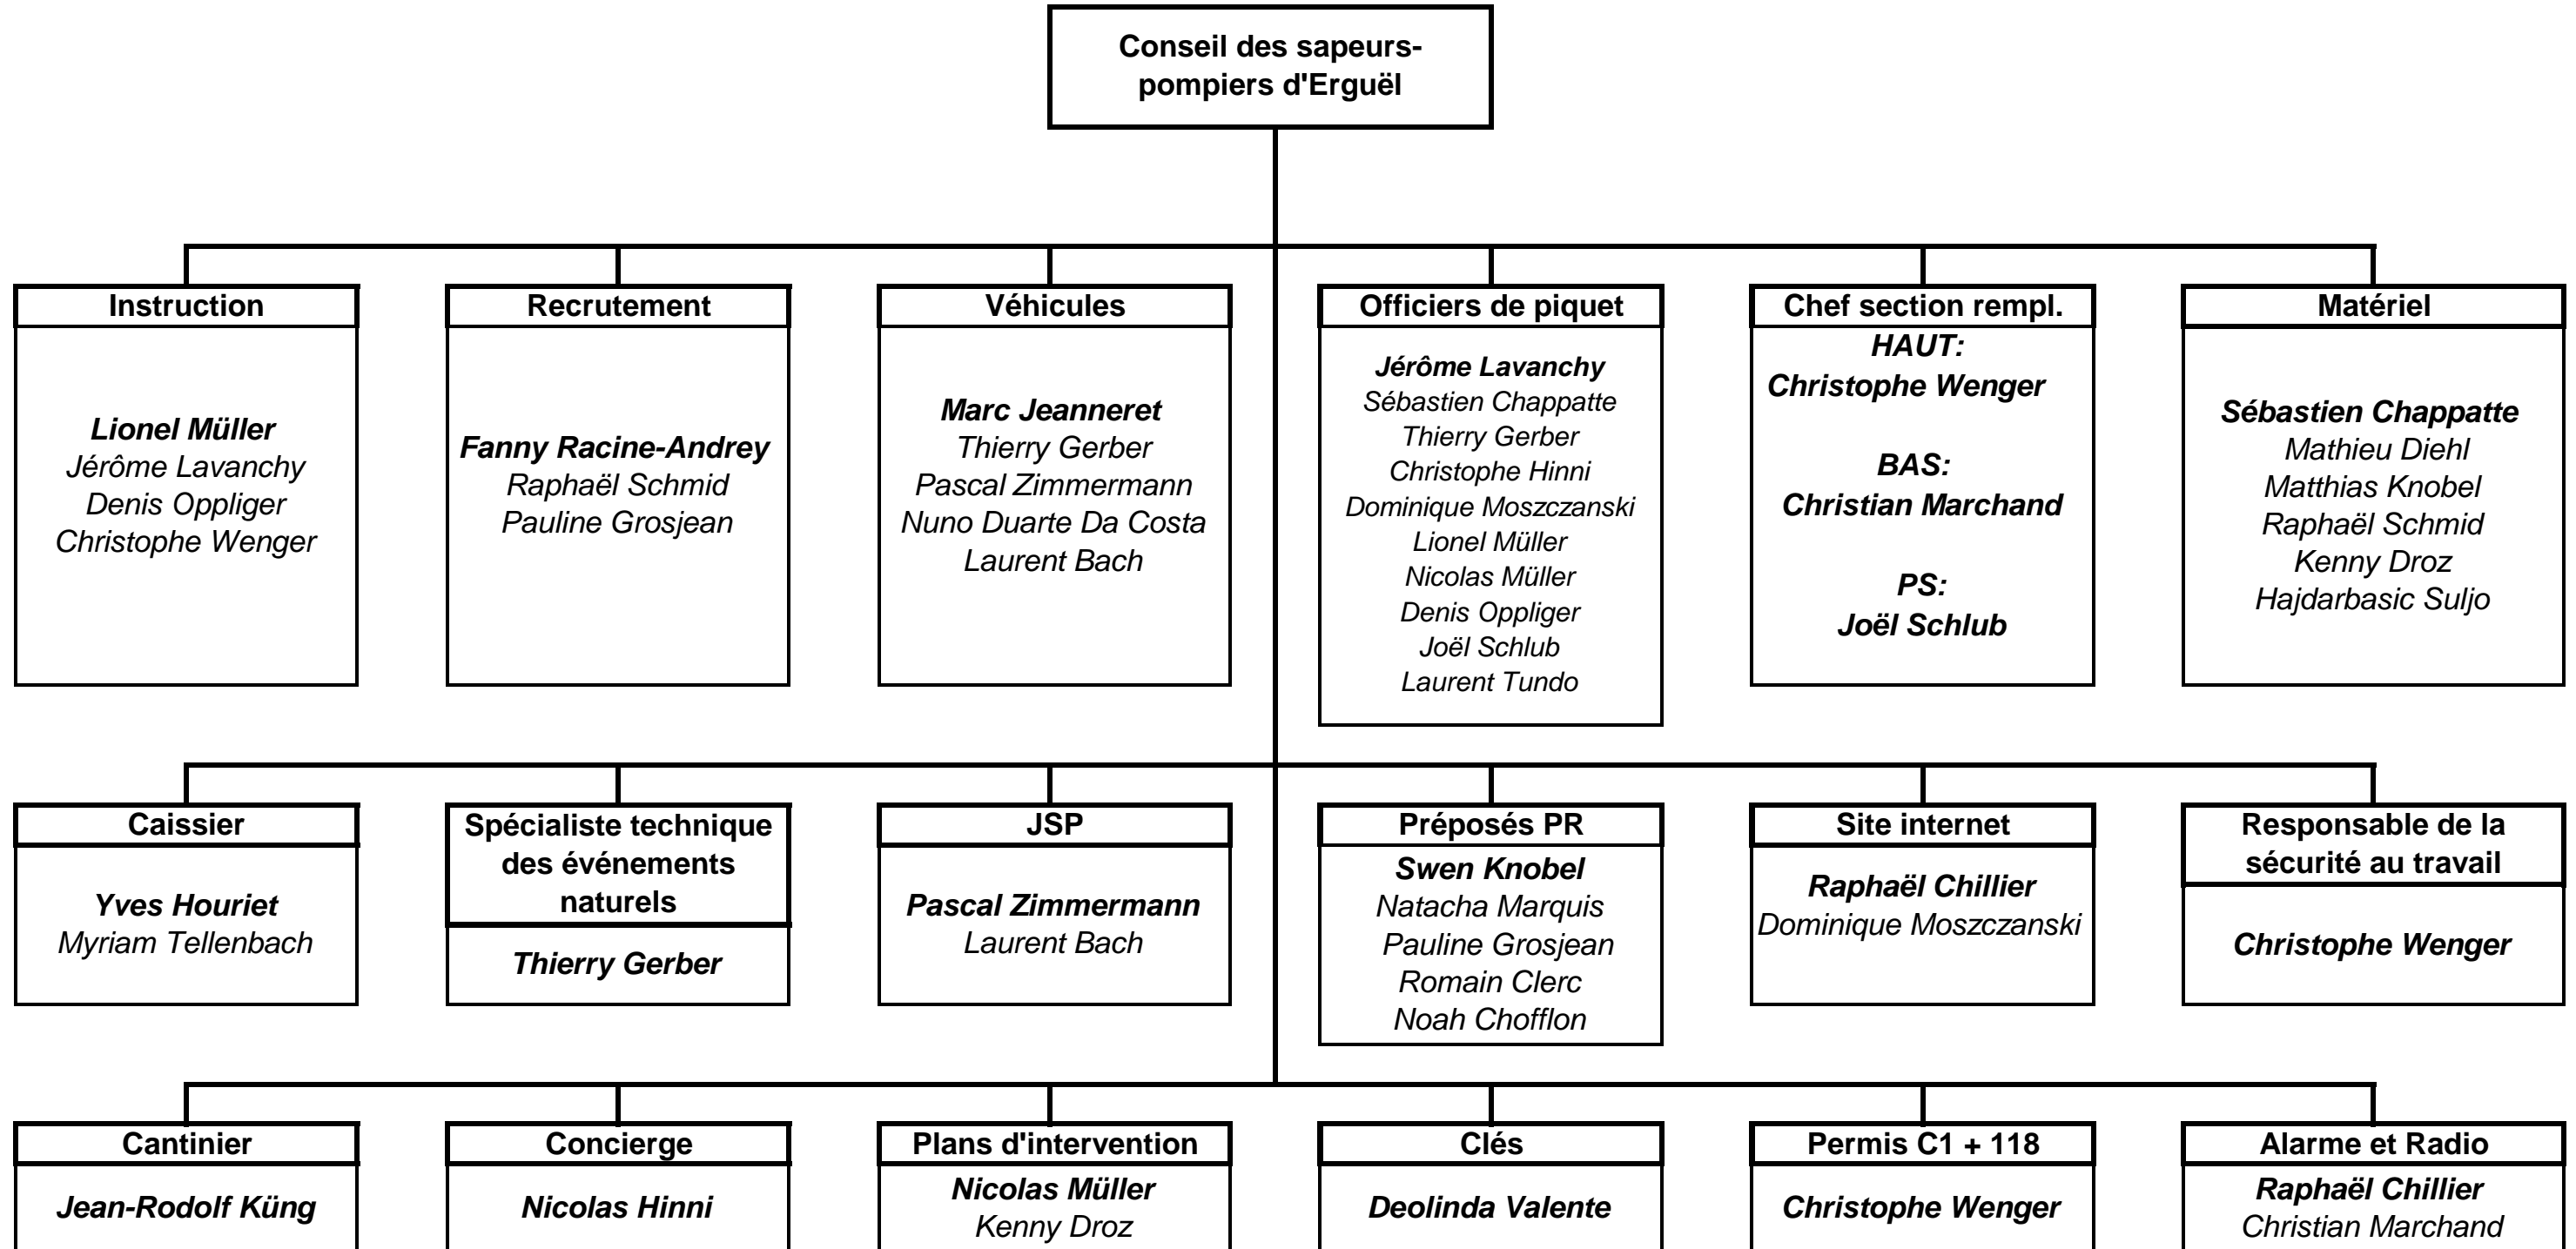 Conseil des sapeurs-
pompiers d'Erguël
Instruction
Lionel Müller
Jérôme Lavanchy
Denis Oppliger
Christophe Wenger
Recrutement
Fanny Racine-Andrey
Raphaël Schmid
Pauline Grosjean
Véhicules
Marc Jeanneret
Thierry Gerber
Pascal Zimmermann
Nuno Duarte Da Costa
Laurent Bach
Officiers de piquet
Jérôme Lavanchy
Sébastien Chappatte
Thierry Gerber
Christophe Hinni
Dominique Moszczanski
Lionel Müller
Nicolas Müller
Denis Oppliger
Joël Schlub
Laurent Tundo
Chef section rempl.
HAUT:
Christophe Wenger
BAS:
Christian Marchand
PS:
Joël Schlub
Matériel
Sébastien Chappatte
Mathieu Diehl
Matthias Knobel
Raphaël Schmid
Kenny Droz
Hajdarbasic Suljo
Caissier
Yves Houriet
Myriam Tellenbach
Spécialiste technique
des événements
naturels
Thierry Gerber
JSP
Pascal Zimmermann
Laurent Bach
Préposés PR
Swen Knobel
Natacha Marquis
Pauline Grosjean
Romain Clerc
Noah Chofflon
Site internet
Raphaël Chillier
Dominique Moszczanski
Responsable de la
sécurité au travail
Christophe Wenger
Cantinier
Jean-Rodolf Küng
Concierge
Nicolas Hinni
Plans d'intervention
Nicolas Müller
Kenny Droz
Clés
Deolinda Valente
Permis C1 + 118
Christophe Wenger
Alarme et Radio
Raphaël Chillier
Christian Marchand